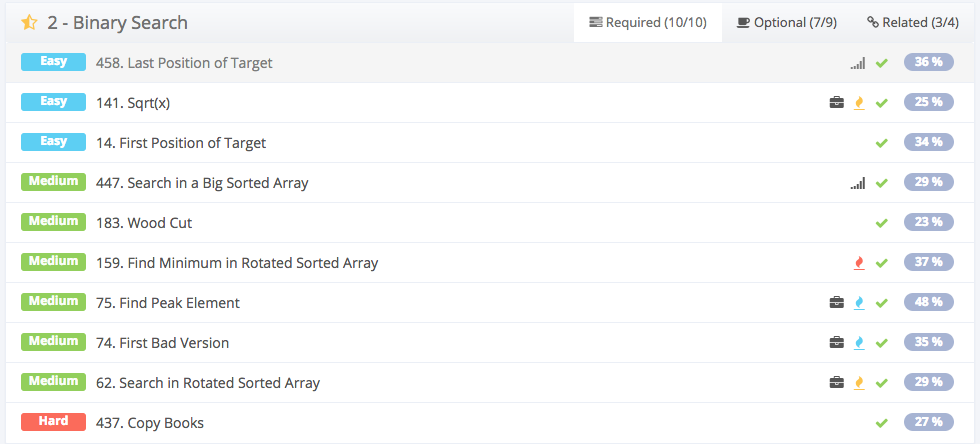 2 - Binary Search Required (10/10) Optional (7/9) Related (3/4)
Easy 458. Last Position of Target 36 %
Easy 141. Sqrt(x) 25 %
Easy 14. First Position of Target 34 %
Medium 447. Search in a Big Sorted Array 29 %
Medium 183. Wood Cut 23 %
Medium 159. Find Minimum in Rotated Sorted Array 37 %
Medium 75. Find Peak Element 48 %
Medium 74. First Bad Version 35 %
Medium 62. Search in Rotated Sorted Array 29 %
Hard 437. Copy Books 27 %